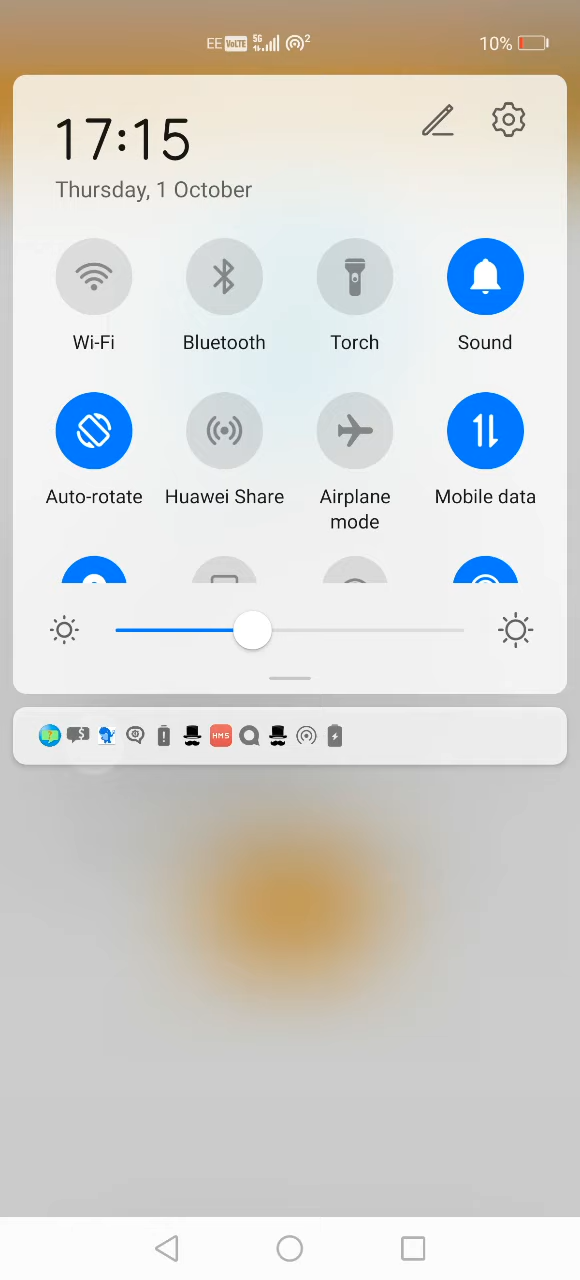 EE VoLTE 5G 2 10%
17:15
Thursday, 1 October
Wi-Fi Bluetooth Torch Sound
Auto-rotate Huawei Share Airplane mode Mobile data
HMS